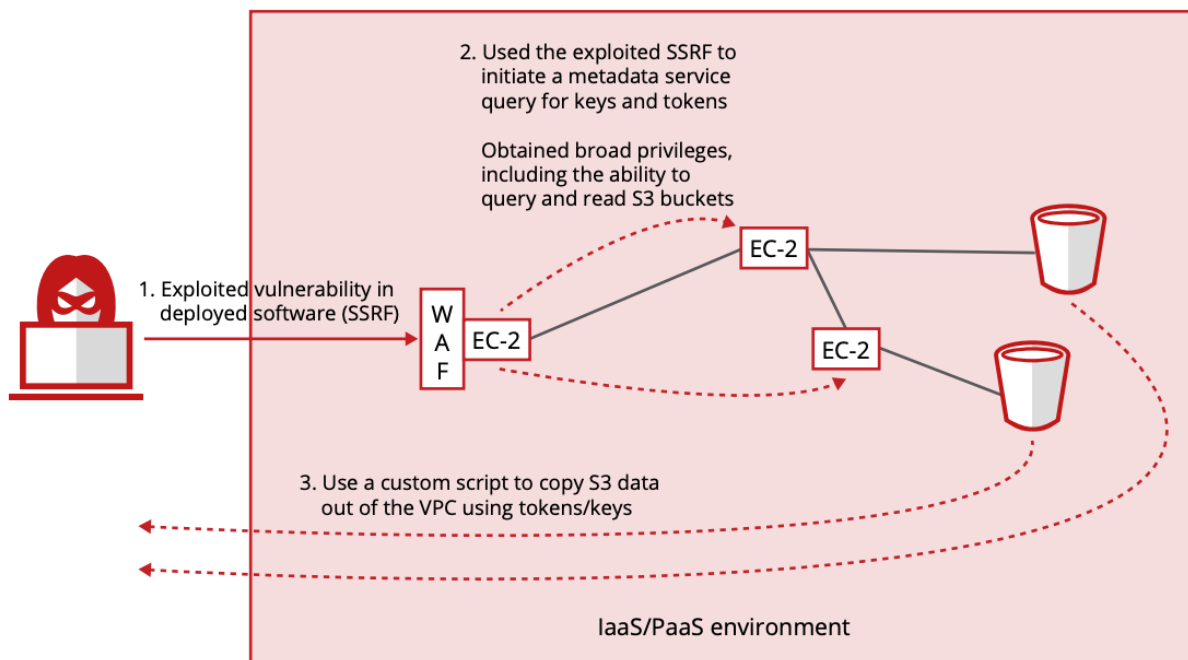 2. Used the exploited SSRF to
initiate a metadata service
query for keys and tokens
Obtained broad privileges,
including the ability to
query and read S3 buckets
1. Exploited vulnerability in
deployed software (SSRF)
W
A
F
EC-2
EC-2
EC-2
3. Use a custom script to copy S3 data
out of the VPC using tokens/keys
IaaS/PaaS environment